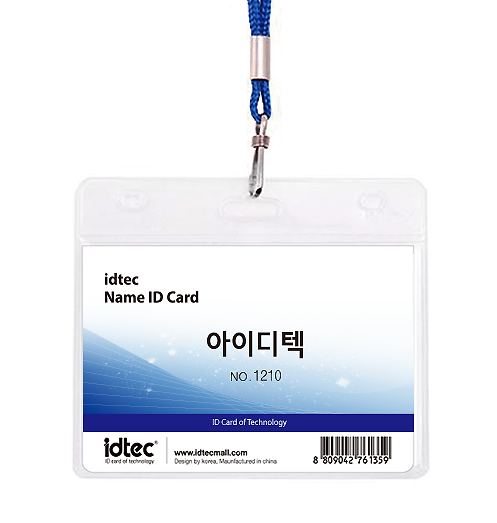 idtec
Name ID Card
아이디텍
NO. 1210
ID Card of Technology
idtec®
ID card of technology
www.idtecmall.com
Design by korea, Maunfactured in china
8 809042 761359